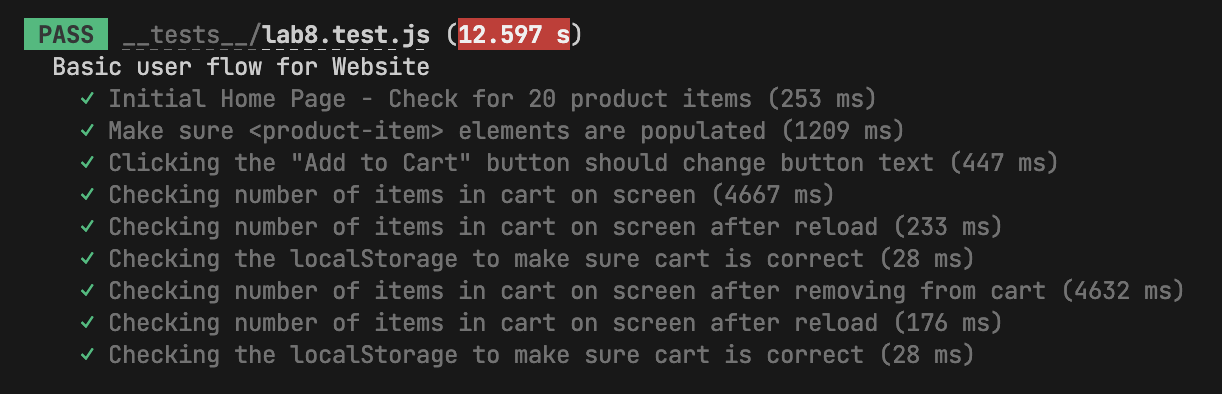 PASS __tests__/lab8.test.js (12.597 s)
Basic user flow for Website
✓ Initial Home Page - Check for 20 product items (253 ms)
✓ Make sure <product-item> elements are populated (1209 ms)
✓ Clicking the "Add to Cart" button should change button text (447 ms)
✓ Checking number of items in cart on screen (4667 ms)
✓ Checking number of items in cart on screen after reload (233 ms)
✓ Checking the localStorage to make sure cart is correct (28 ms)
✓ Checking number of items in cart on screen after removing from cart (4632 ms)
✓ Checking number of items in cart on screen after reload (176 ms)
✓ Checking the localStorage to make sure cart is correct (28 ms)